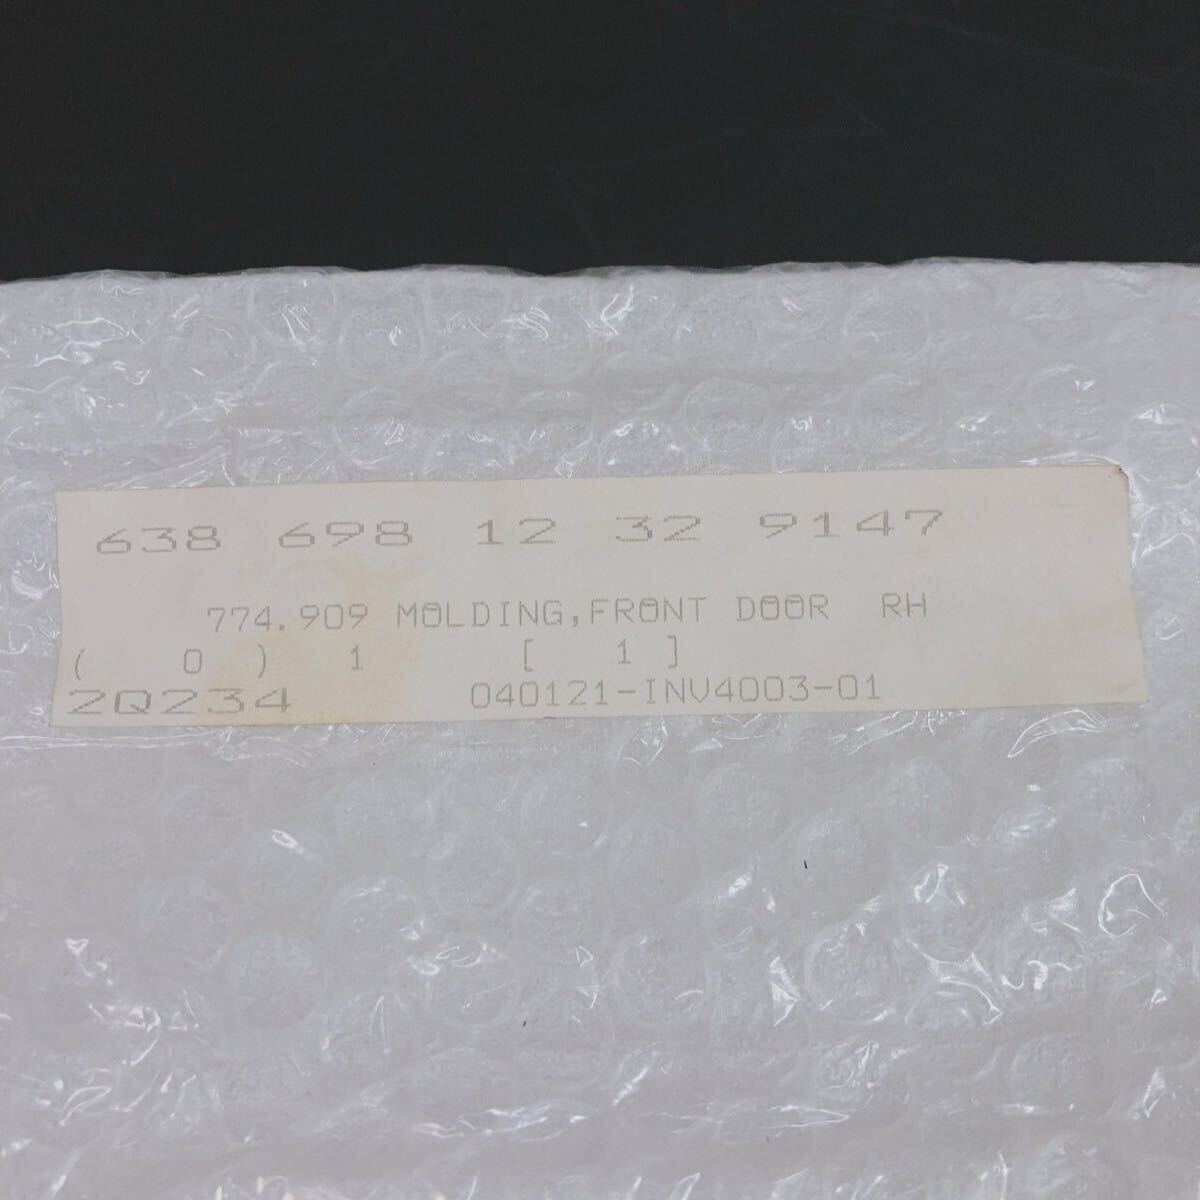 638 698 12 32 9147
774.909 MOLDING,FRONT DOOR RH
( 0 ) 1 [ 1 ]
2Q234 040121-INV4003-01